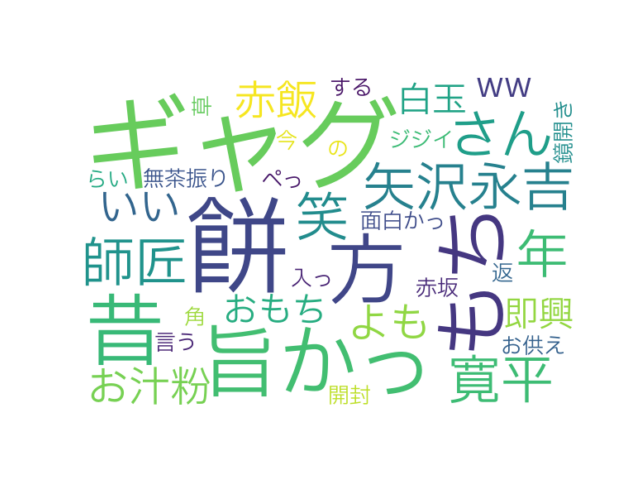 ギャグ
赤飯
する
白玉
ww
草
今
の
ジジイ
さん
鏡開き
らい
無茶振り
ぺっ
矢沢永吉
いい
餅
笑
面白かっ
方
もち
年
師匠
入っ
赤坂
返
昔
角
おもち
よも
即興
言う
旨かっ
お供え
お汁粉
開封
寛平